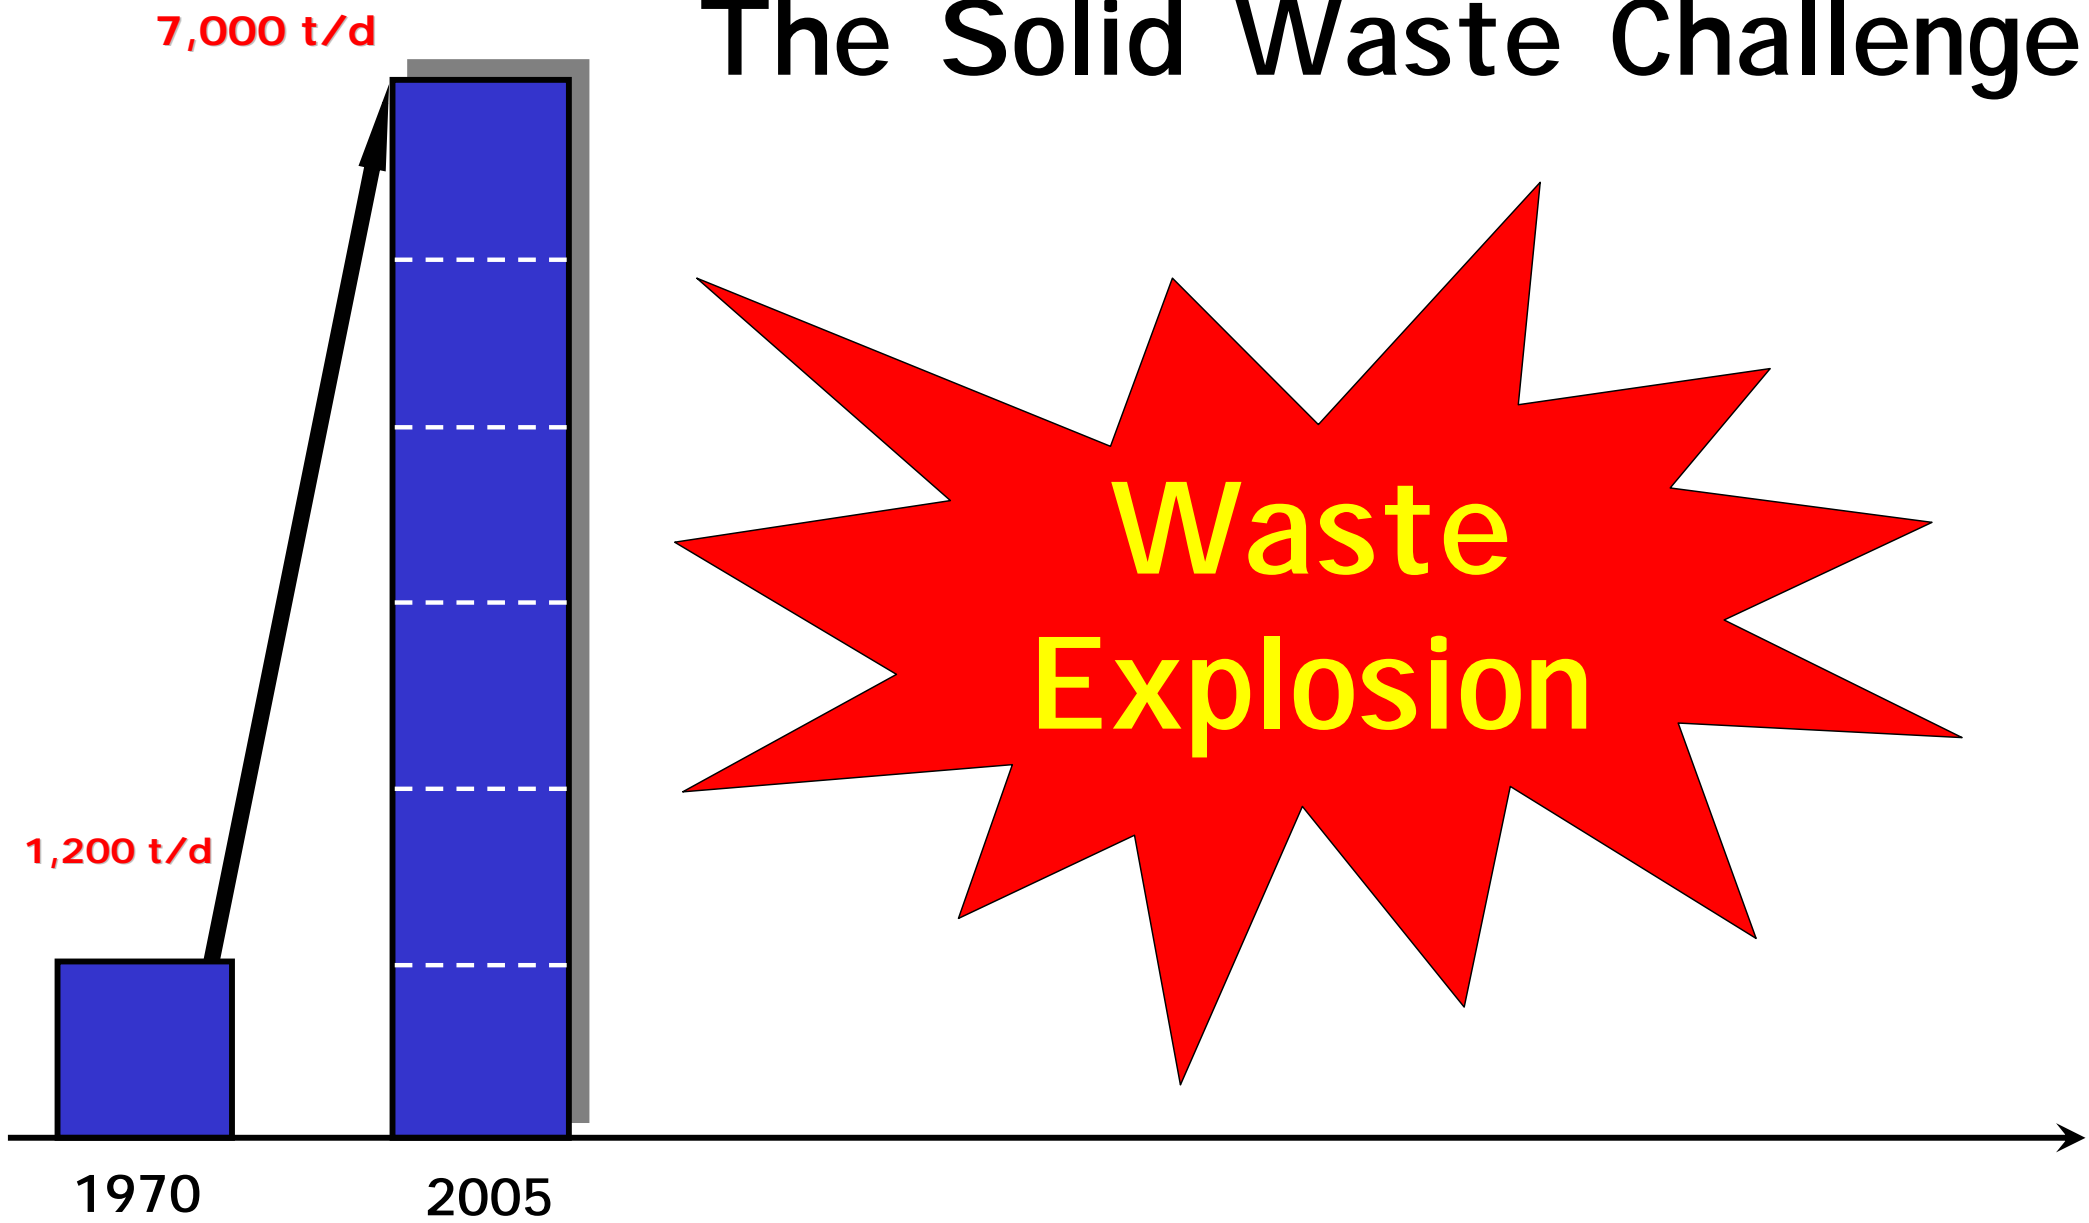 The Solid Waste Challenge
7,000 t/d
Waste
Explosion
1,200 t/d
1970
2005